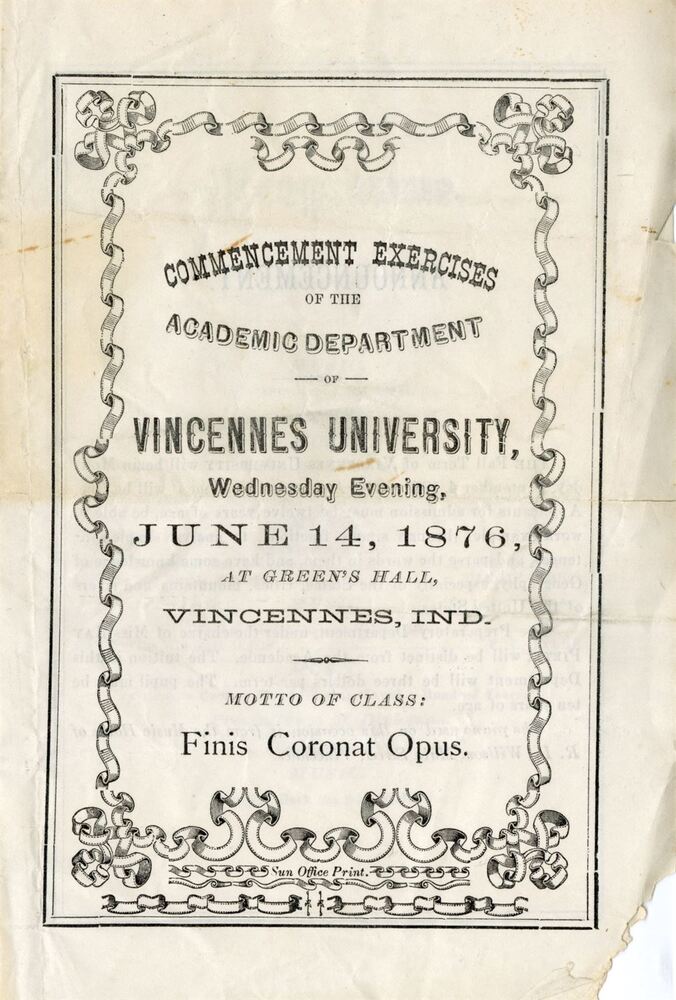 COMMENCEMENT EXERCISES
OF THE
ACADEMIC DEPARTMENT
— OF —
VINCENNES UNIVERSITY,
Wednesday Evening,
JUNE 14, 1876,
AT GREEN'S HALL,
VINCENNES, IND.
MOTTO OF CLASS:
Finis Coronat Opus.
Sun Office Print.